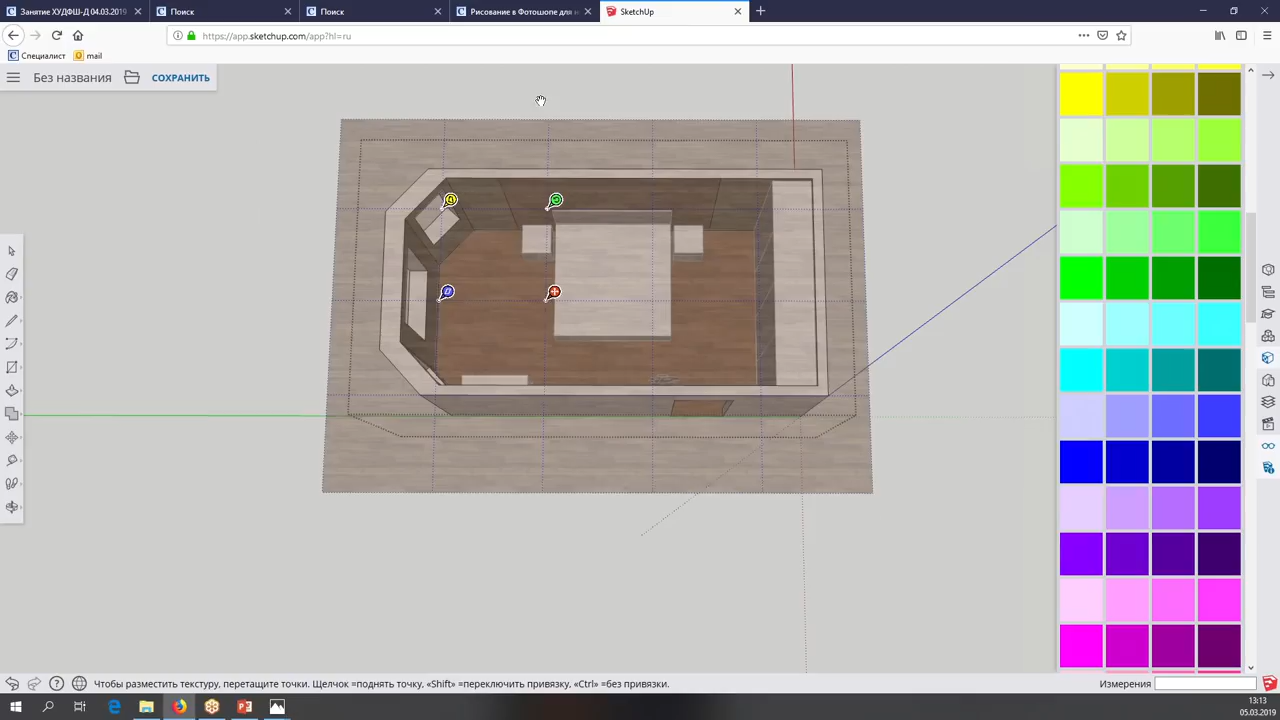 Занятие ХУДФШ-Д 04.03.2019
Поиск
Поиск
Рисование в Фотошопе для х
SketchUp
https://app.sketchup.com/app?hl=ru
Специалист
mail
Без названия
СОХРАНИТЬ
Чтобы разместить текстуру, перетащите точки. Щелчок =поднять точку, «Shift» =переключить привязку, «Ctrl» =без привязки.
Измерения
13:13
05.03.2019